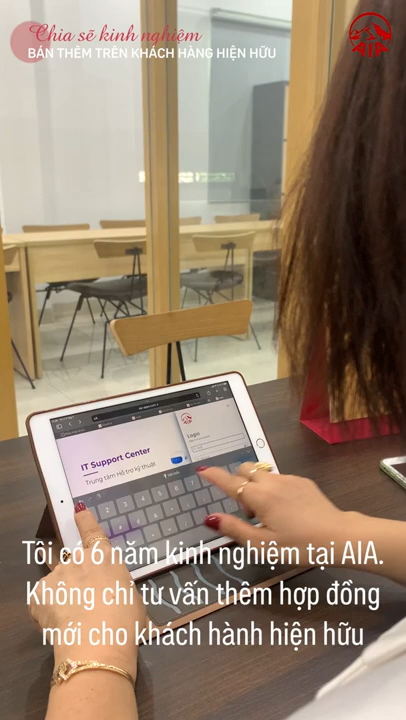 Chia sẽ kinh nghiệm
BÁN THÊM TRÊN KHÁCH HÀNG HIỆN HỮU
AIA
Login
IT Support Center
Trung tâm Hỗ trợ kỹ thuật
Tôi có 6 năm kinh nghiệm tại AIA.
Không chỉ tư vấn thêm hợp đồng
mới cho khách hành hiện hữu